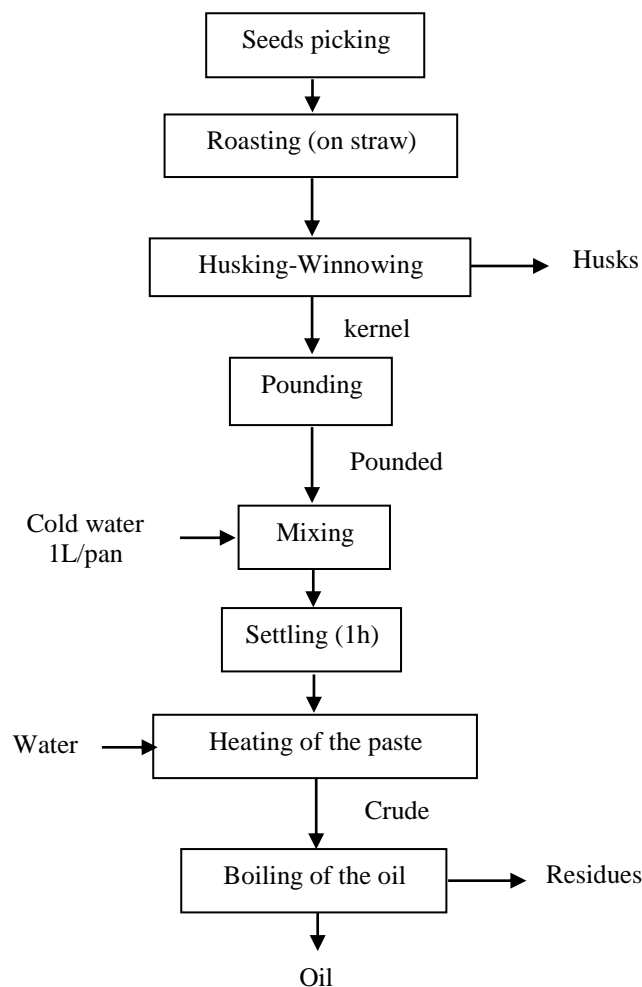 Seeds picking
Roasting (on straw)
Husking-Winnowing
Husks
kernel
Pounding
Pounded
Cold water
1L/pan
Mixing
Settling (1h)
Water
Heating of the paste
Crude
Boiling of the oil
Residues
Oil